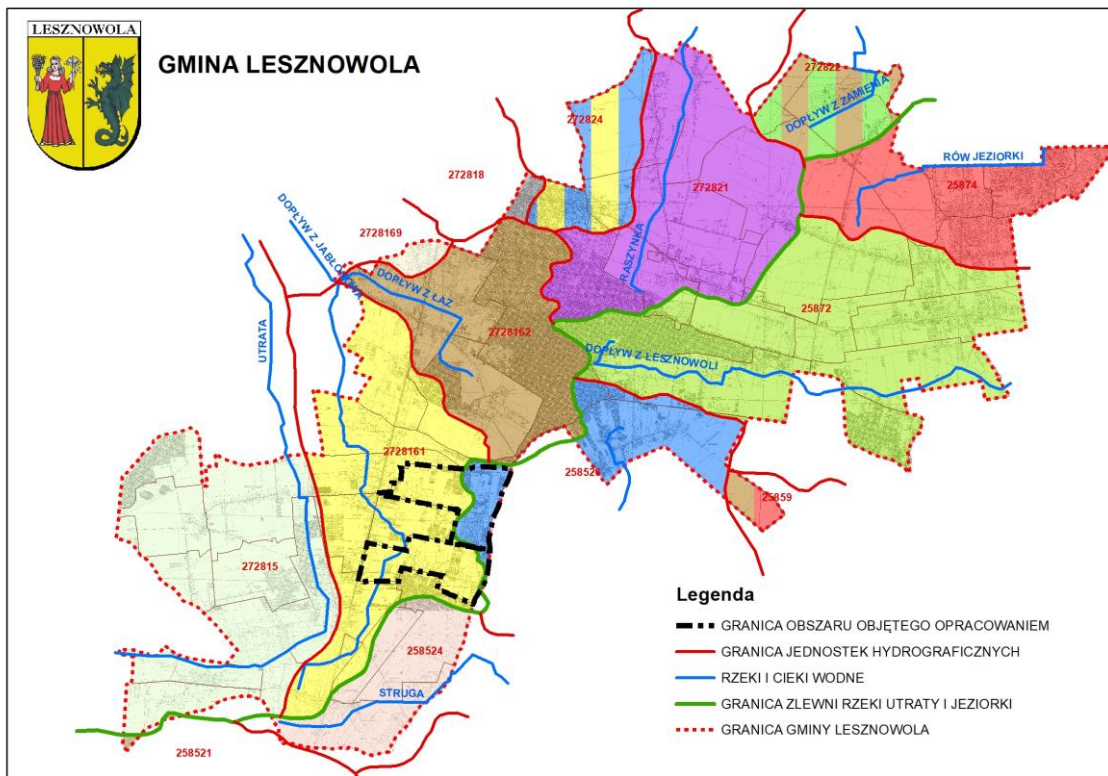 LESZNOWOLA
GMINA LESZNOWOLA
272822
DOPŁYW Z ZAMIENIA
272824
RÓW JEZIORKI
272818
272821
25874
DOPŁYW Z JABŁONOWA
2728169
RASZYNKA
DOPŁYW Z ŁAZ
25872
UTRATA
2728162
DOPŁYW Z LESZNOWOLI
2728161
258526
25859
272815
258524
STRUGA
258521
Legenda
GRANICA OBSZARU OBJĘTEGO OPRACOWANIEM
GRANICA JEDNOSTEK HYDROGRAFICZNYCH
RZEKI I CIEKI WODNE
GRANICA ZLEWNI RZEKI UTRATY I JEZIORKI
GRANICA GMINY LESZNOWOLA